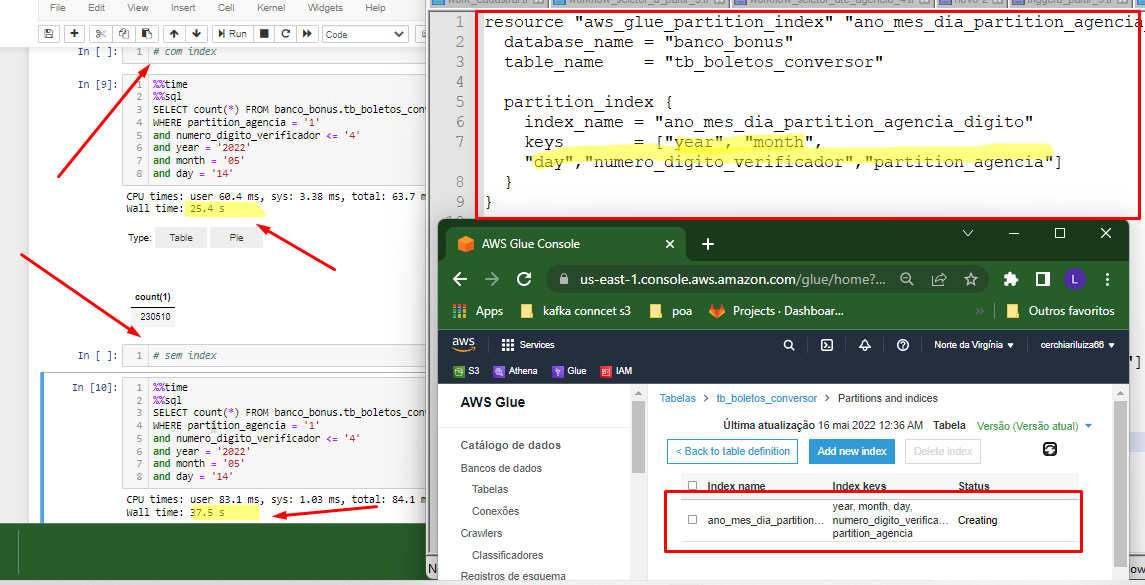 File Edit View Insert Cell Kernel Widgets Help
Run Code
In [ ]: 1 # com index
In [9]: 1 %%time
2 %%sql
3 SELECT count(*) FROM banco_bonus.tb_boletos_con
4 WHERE partition_agencia = '1'
5 and numero_digito_verificador <= '4'
6 and year = '2022'
7 and month = '05'
8 and day = '14'
CPU times: user 60.4 ms, sys: 3.38 ms, total: 63.7 m
Wall time: 25.4 s
Type: Table Pie
count(1)
230510
In [ ]: 1 # sem index
In [10]: 1 %%time
2 %%sql
3 SELECT count(*) FROM banco_bonus.tb_boletos_con
4 WHERE partition_agencia = '1'
5 and numero_digito_verificador <= '4'
6 and year = '2022'
7 and month = '05'
8 and day = '14'
CPU times: user 83.1 ms, sys: 1.03 ms, total: 84.1 m
Wall time: 37.5 s
1 resource "aws_glue_partition_index" "ano_mes_dia_partition_agencia_
2 database_name = "banco_bonus"
3 table_name = "tb_boletos_conversor"
4
5 partition_index {
6 index_name = "ano_mes_dia_partition_agencia_digito"
7 keys = ["year", "month",
"day","numero_digito_verificador","partition_agencia"]
8 }
9 }
AWS Glue Console
us-east-1.console.aws.amazon.com/glue/home?...
L
Apps kafka conncet s3 poa Projects · Dashboar... » Outros favoritos
aws Services Norte da Virgínia cerchiariluiza66
S3 Athena Glue IAM
AWS Glue
Catálogo de dados
Bancos de dados
Tabelas
Conexões
Crawlers
Classificadores
Registros de esquema
Tabelas > tb_boletos_conversor > Partitions and indices
Última atualização 16 mai 2022 12:36 AM Tabela Versão (Versão atual)
< Back to table definition Add new index Delete index
Index name Index keys Status
ano_mes_dia_partition... year, month, day, Creating
numero_digito_verifica...
partition_agencia
']